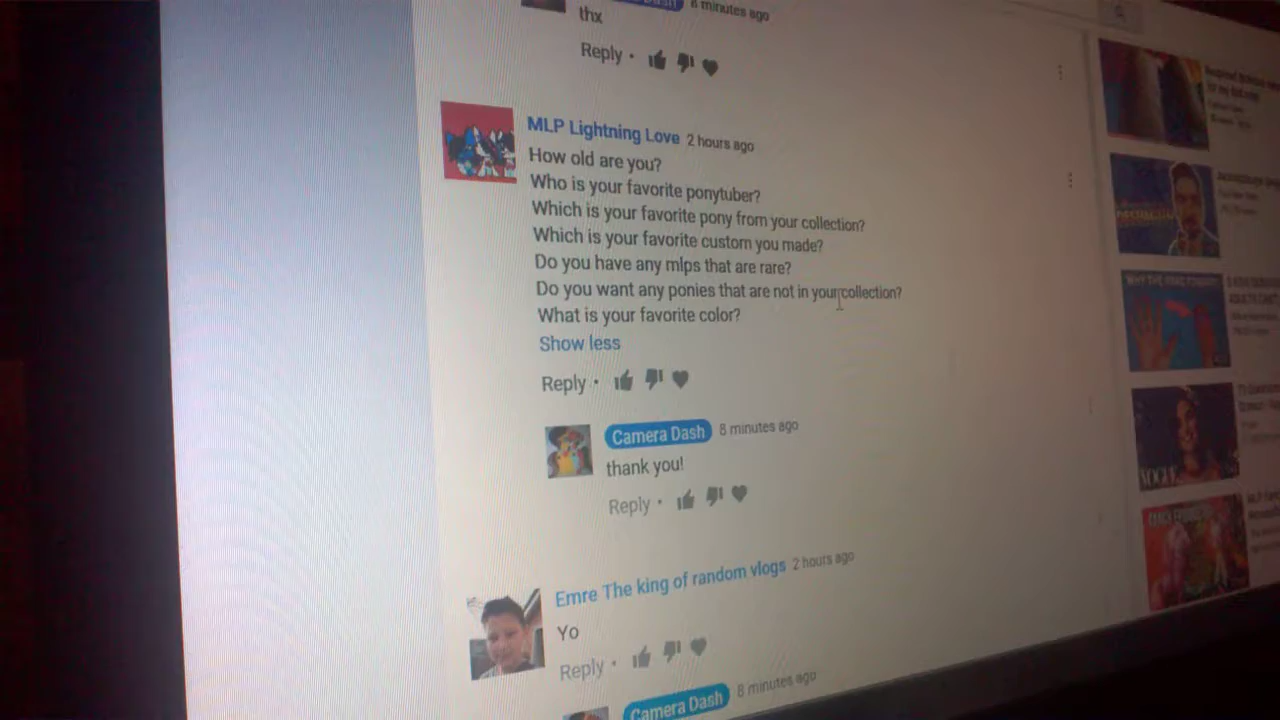 8 minutes ago
thx
Reply
MLP Lightning Love 2 hours ago
How old are you?
Who is your favorite ponytuber?
Which is your favorite pony from your collection?
Which is your favorite custom you made?
Do you have any mlps that are rare?
Do you want any ponies that are not in your collection?
What is your favorite color?
Show less
Reply
Camera Dash 8 minutes ago
thank you!
Reply
Emre The king of random vlogs 2 hours ago
Yo
Reply
Camera Dash 8 minutes ago
VOGUE